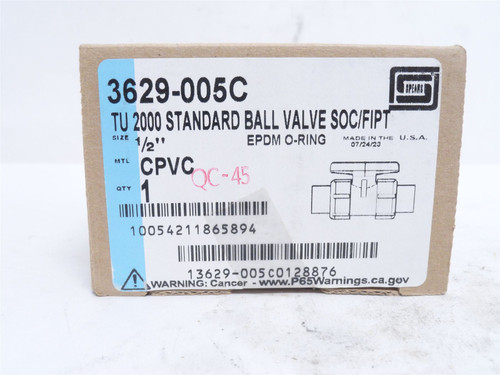 3629-005C
SPEARS
TU 2000 STANDARD BALL VALVE SOC/FIPT
SIZE 1/2" EPDM O-RING MADE IN THE U.S.A.
07/24/23
MTL CPVC
QC-45
QTY 1
10054211865894
13629-005C0128876
WARNING: Cancer - www.P65Warnings.ca.gov